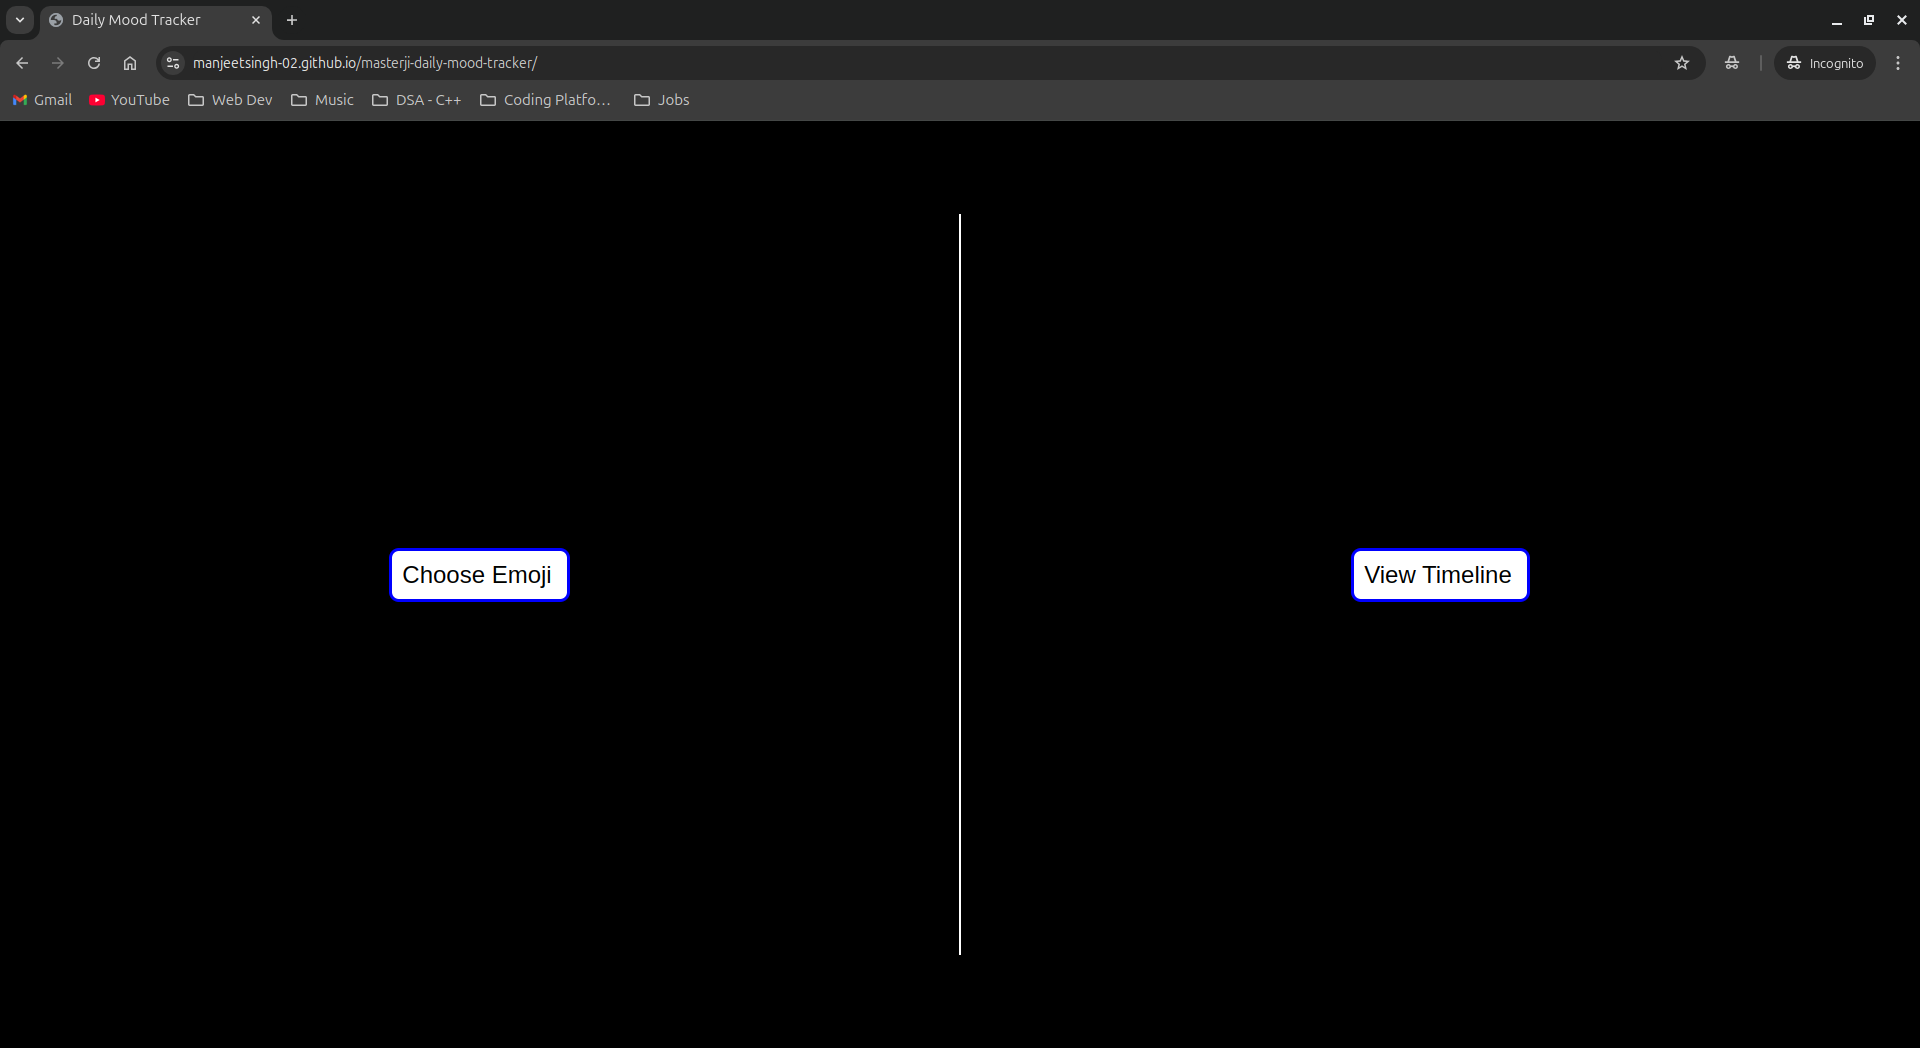 Daily Mood Tracker
manjeetsingh-02.github.io/masterji-daily-mood-tracker/
Incognito
Gmail YouTube Web Dev Music DSA - C++ Coding Platfo... Jobs
Choose Emoji
View Timeline